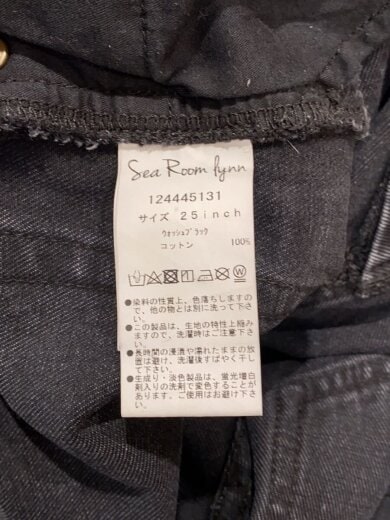 Sea Room lynn
124445131
サイズ 25inch
ウォッシュブラック
コットン 100%
●染料の性質上、色落ちしますの
で、他の物とは別に洗って下さ
い。
●この製品は、生地の特性上縮み
ますので、洗濯時はご注意下さ
い。
●長時間の浸漬や濡れたままの放
置は避け、洗濯後すばやく干し
て下さい。
●生成り・淡色製品は、蛍光増白
剤入りの洗剤で変色することが
あります。ご使用はお避け下さ
い。